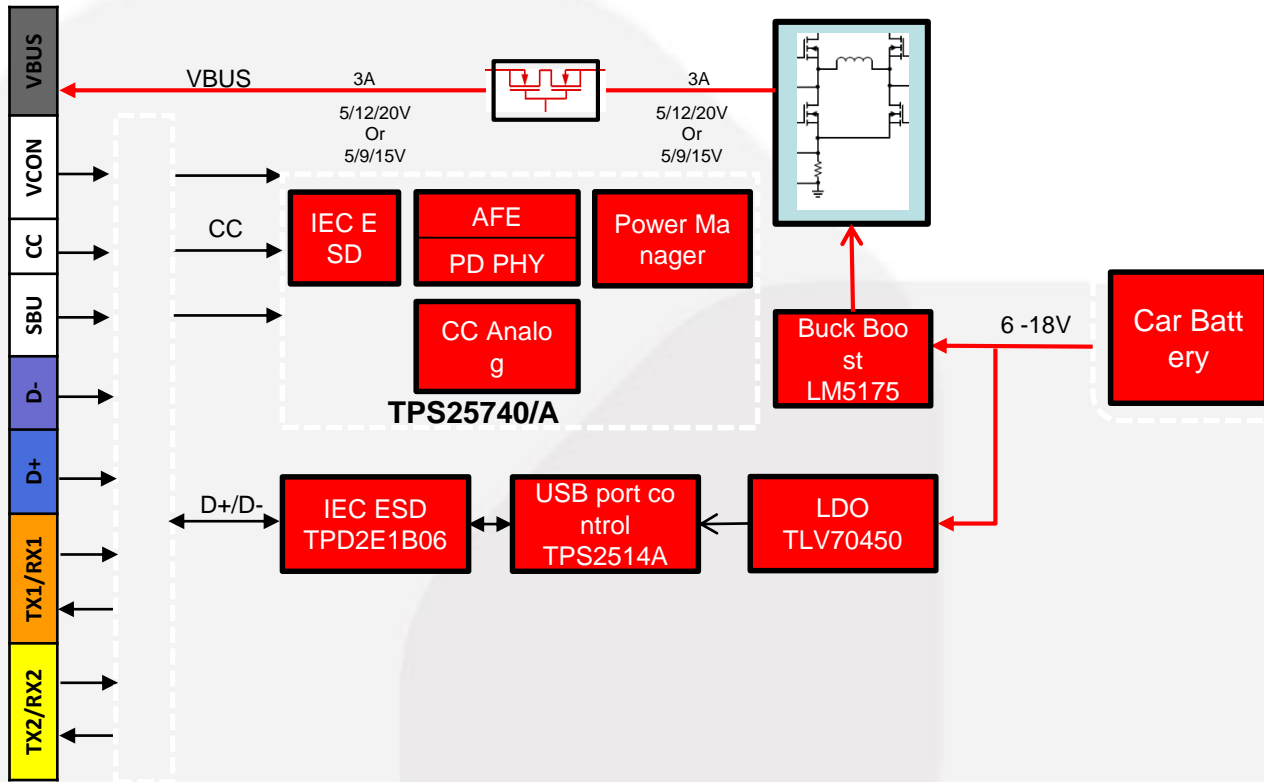 VBUS
VCON
CC
SBU
D-
D+
TX1/RX1
TX2/RX2
VBUS
3A
5/12/20V
Or
5/9/15V
3A
5/12/20V
Or
5/9/15V
CC
IEC E
SD
AFE
PD PHY
Power Ma
nager
CC Analo
g
TPS25740/A
Buck Boo
st
LM5175
6 -18V
Car Batt
ery
D+/D-
IEC ESD
TPD2E1B06
USB port co
ntrol
TPS2514A
LDO
TLV70450